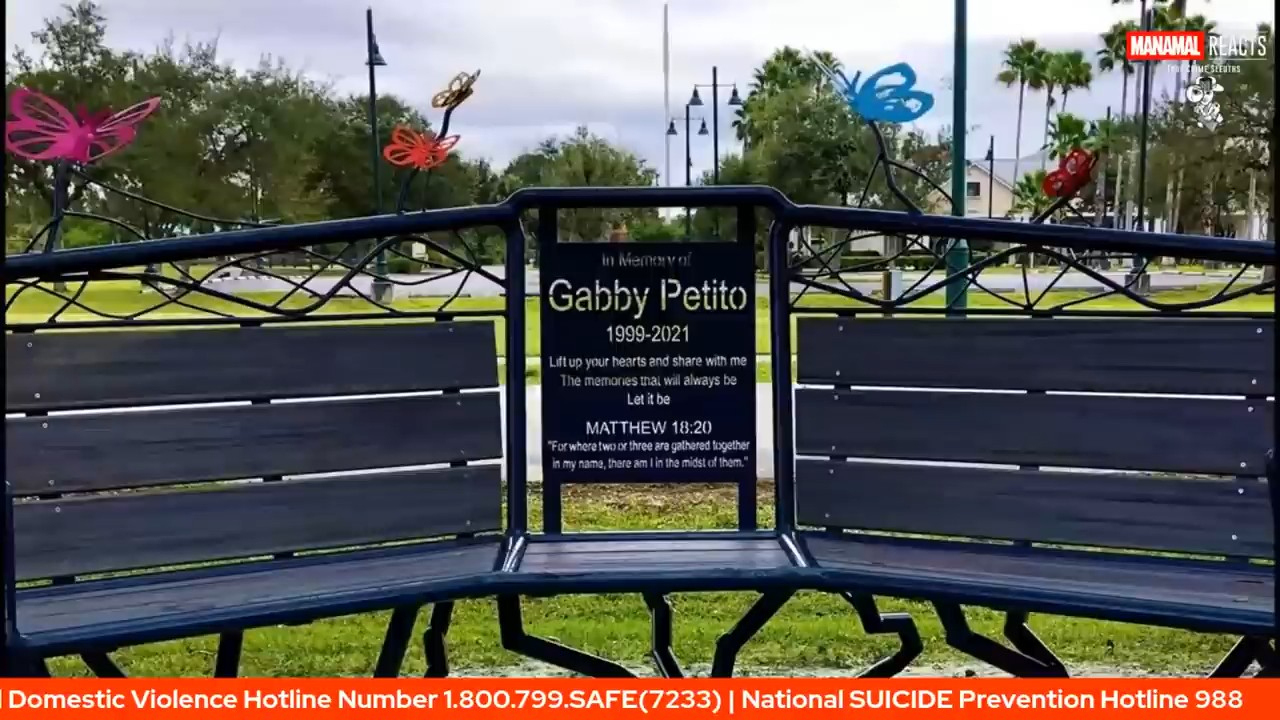 MANAMAL REACTS
TRUE CRIME SLEUTHS
In Memory of
Gabby Petito
1999-2021
Lift up your hearts and share with me
The memories that will always be
Let it be
MATTHEW 18:20
"For where two or three are gathered together
in my name, there am I in the midst of them."
Domestic Violence Hotline Number 1.800.799.SAFE(7233) | National SUICIDE Prevention Hotline 988